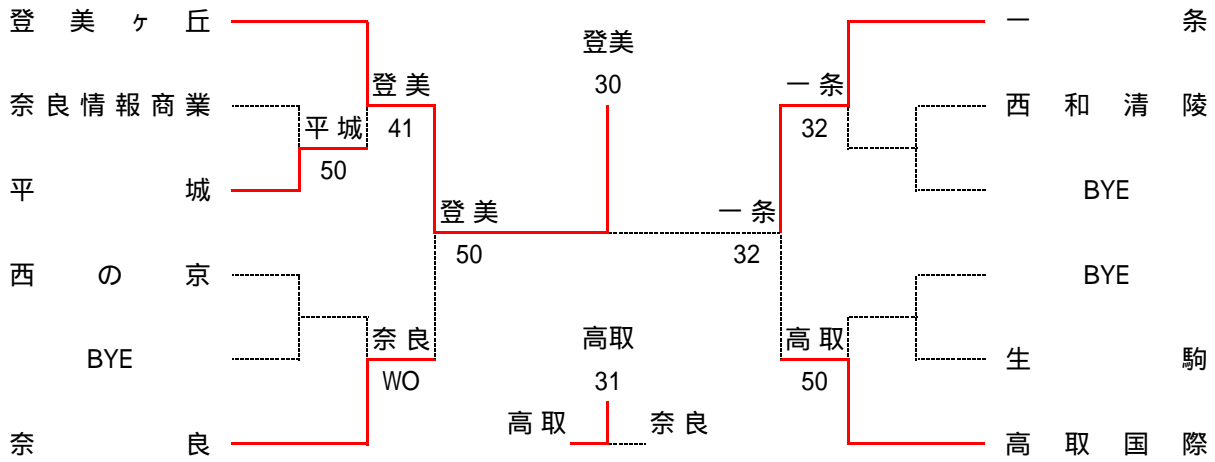 登美ヶ丘
一条
登美
登美
30
一条
奈良情報商業
西和清陵
平城
41
32
50
平城
BYE
登美
一条
50
32
西の京
BYE
奈良
高取
高取
BYE
生駒
WO
31
50
高取
奈良
奈良
高取国際